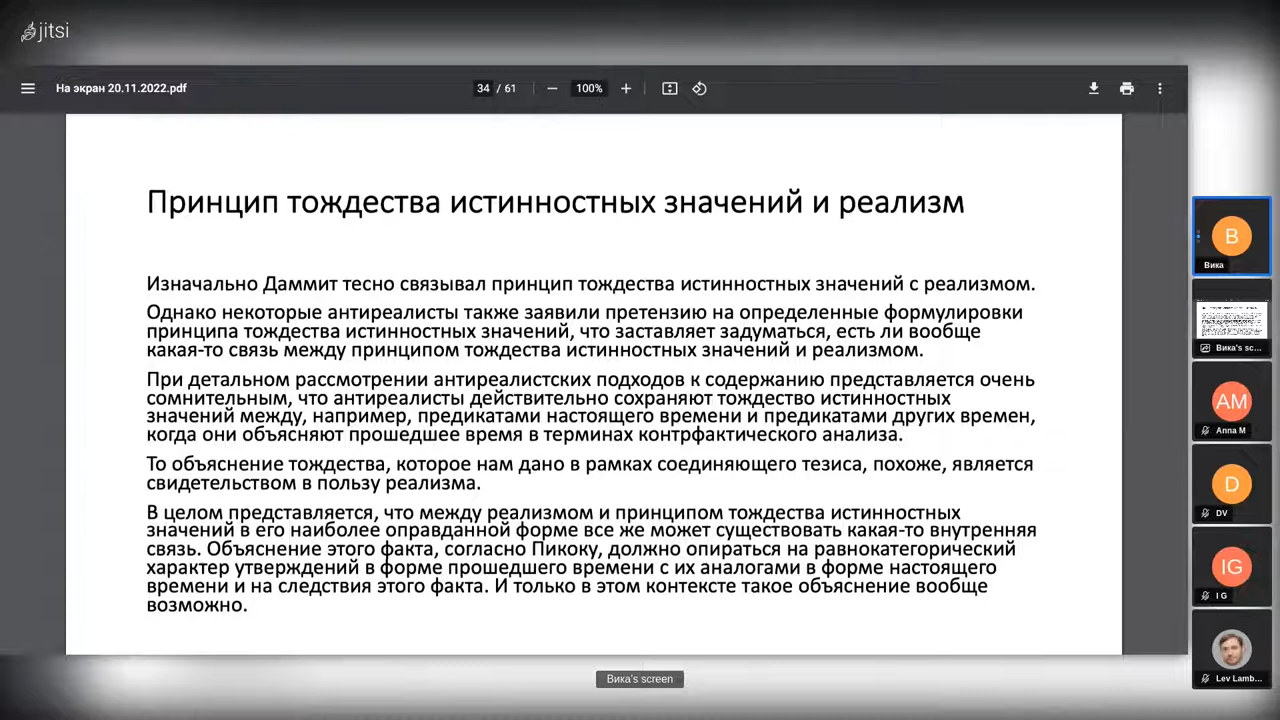 jitsi
На экран 20.11.2022.pdf
34 / 61
100%
Принцип тождества истинностных значений и реализм
Изначально Даммит тесно связывал принцип тождества истинностных значений с реализмом.
Однако некоторые антиреалисты также заявили претензию на определенные формулировки
принципа тождества истинностных значений, что заставляет задуматься, есть ли вообще
какая-то связь между принципом тождества истинностных значений и реализмом.
При детальном рассмотрении антиреалистских подходов к содержанию представляется очень
сомнительным, что антиреалисты действительно сохраняют тождество истинностных
значений между, например, предикатами настоящего времени и предикатами других времен,
когда они объясняют прошедшее время в терминах контрфактического анализа.
То объяснение тождества, которое нам дано в рамках соединяющего тезиса, похоже, является
свидетельством в пользу реализма.
В целом представляется, что между реализмом и принципом тождества истинностных
значений в его наиболее оправданной форме все же может существовать какая-то внутренняя
связь. Объяснение этого факта, согласно Пикоку, должно опираться на равнокатегорический
характер утверждений в форме прошедшего времени с их аналогами в форме настоящего
времени и на следствия этого факта. И только в этом контексте такое объяснение вообще
возможно.
В
Вика
Вика's sc...
AM
Anna M
D
DV
IG
I G
Lev Lamb...
Вика's screen